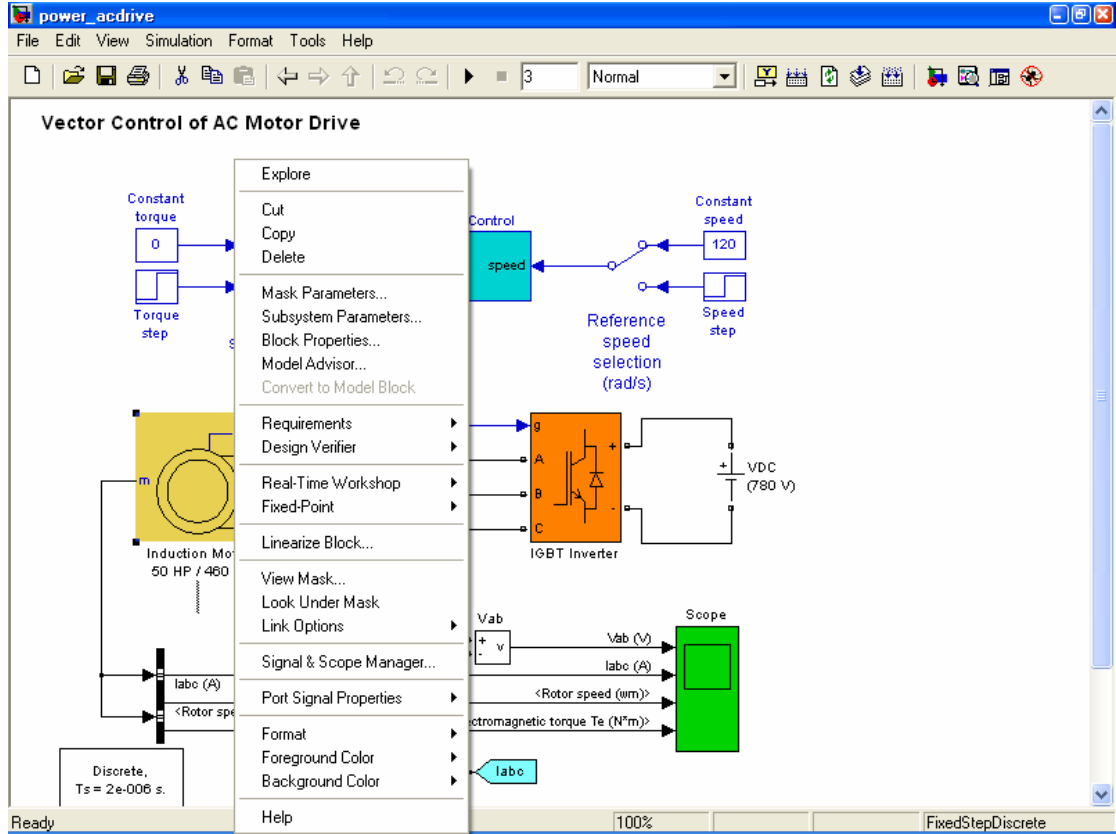 power_acdrive
File Edit View Simulation Format Tools Help
3 Normal
Vector Control of AC Motor Drive
Constant
torque
0
Torque
step
Explore
Cut
Copy
Delete
Mask Parameters...
Subsystem Parameters...
Block Properties...
Model Advisor...
Convert to Model Block
Requirements
Design Verifier
Real-Time Workshop
Fixed-Point
Linearize Block...
View Mask...
Look Under Mask
Link Options
Signal & Scope Manager...
Port Signal Properties
Format
Foreground Color
Background Color
Help
Control
speed
Constant
speed
120
Speed
step
Reference
speed
selection
(rad/s)
m
Induction Mo
50 HP / 460
g
A
B
C
+
-
IGBT Inverter
+
VDC
(780 V)
Vab
+
-
v
Scope
Vab (V)
Iabc (A)
<Rotor speed (wm)>
ectromagnetic torque Te (N*m)>
Iabc (A)
<Rotor spe
Discrete,
Ts = 2e-006 s.
Iabc
Ready 100% FixedStepDiscrete